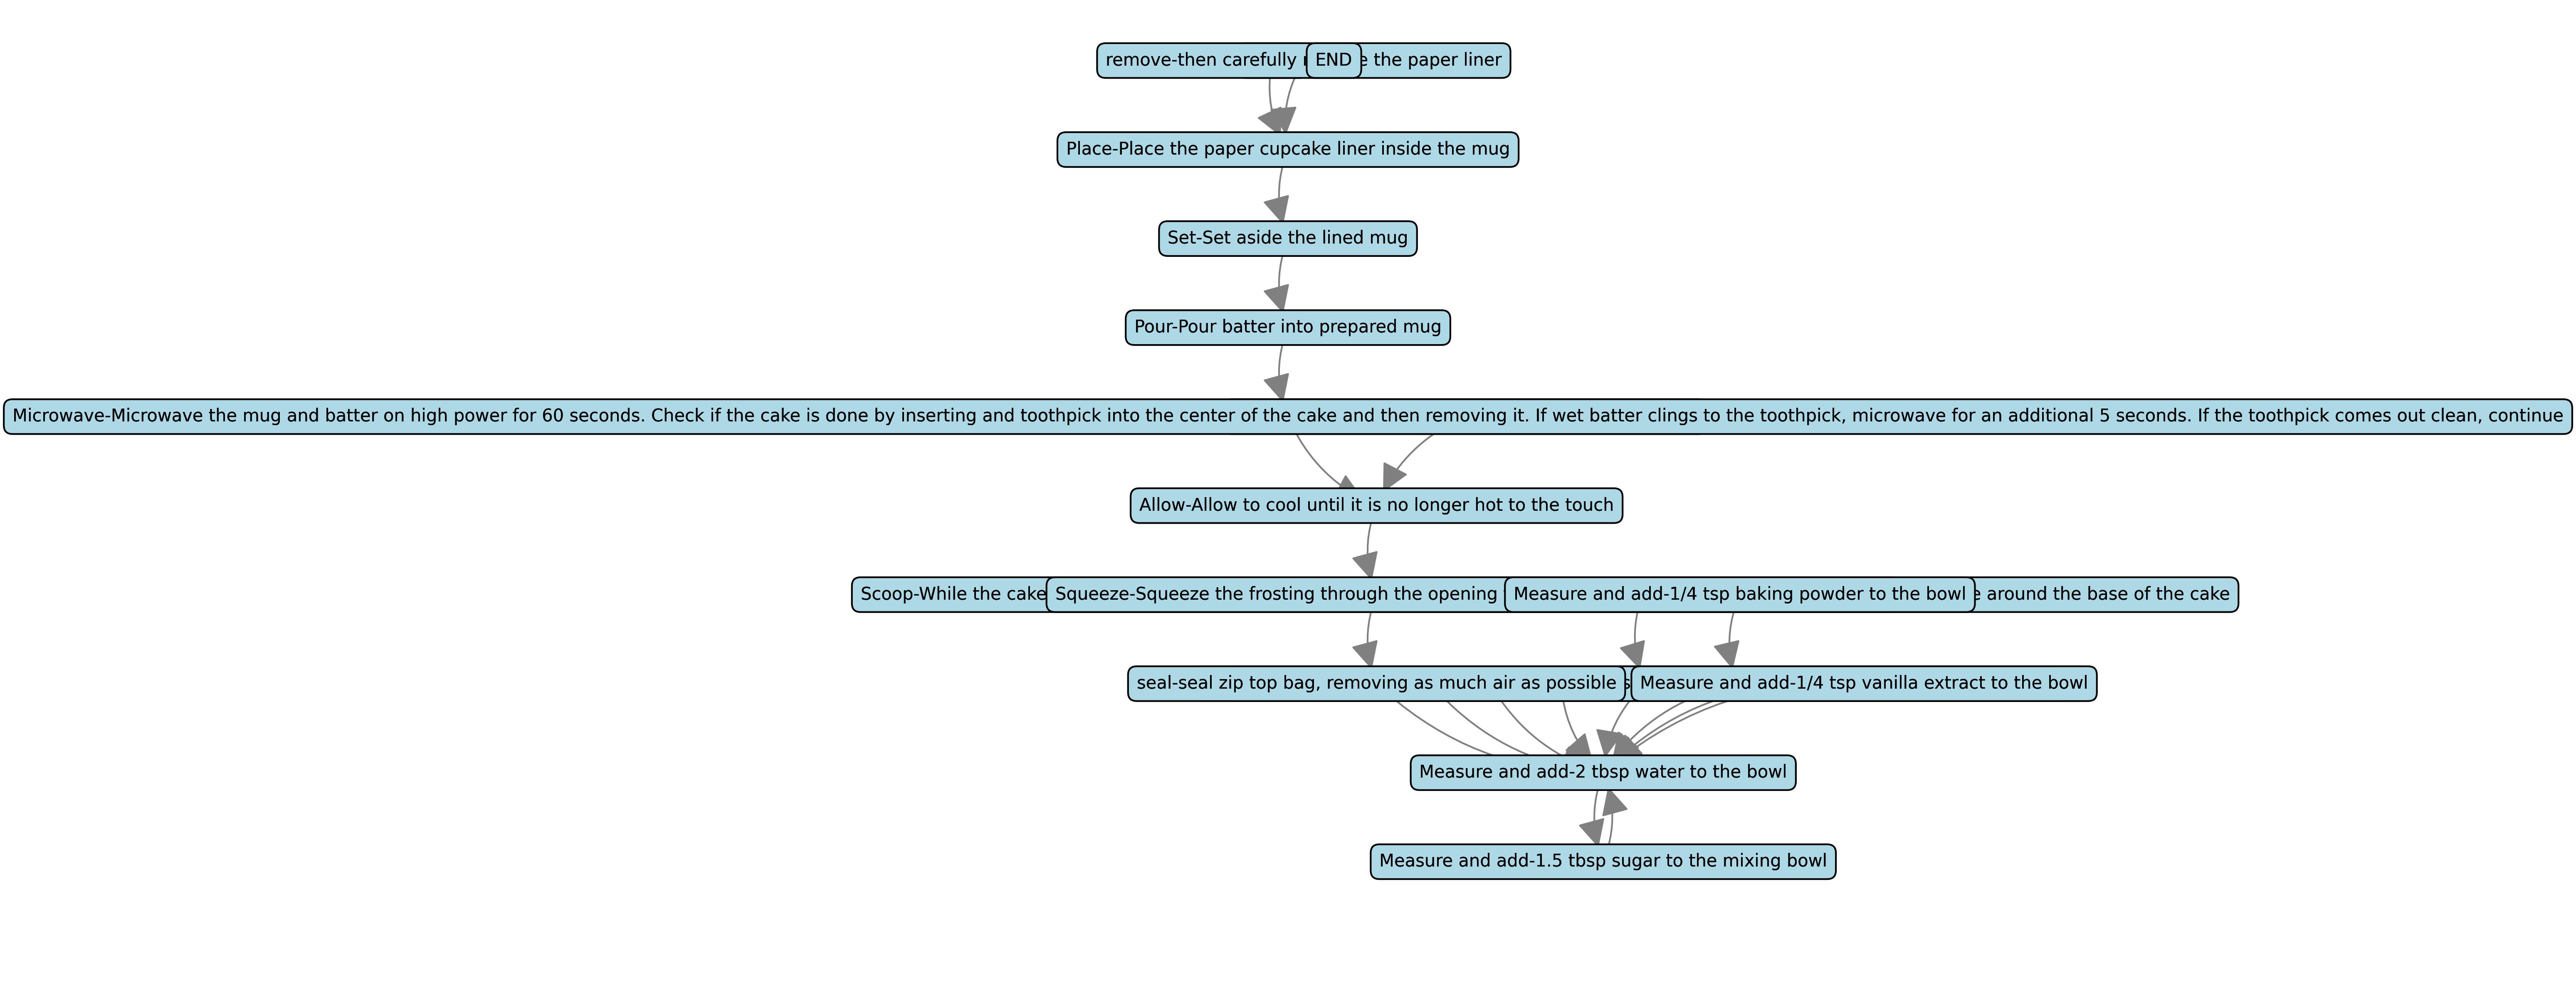 remove-then carefully
END
the paper liner
Place-Place the paper cupcake liner inside the mug
Set-Set aside the lined mug
Pour-Pour batter into prepared mug
Microwave-Microwave the mug and batter on high power for 60 seconds. Check if the cake is done by inserting and toothpick into the center of the cake and then removing it. If wet batter clings to the toothpick, microwave for an additional 5 seconds. If the toothpick comes out clean, continue
Allow-Allow to cool until it is no longer hot to the touch
Scoop-While the cake
Squeeze-Squeeze the frosting through the opening
Measure and add-1/4 tsp baking powder to the bowl
around the base of the cake
seal-seal zip top bag, removing as much air as possible
Measure and add-1/4 tsp vanilla extract to the bowl
Measure and add-2 tbsp water to the bowl
Measure and add-1.5 tbsp sugar to the mixing bowl